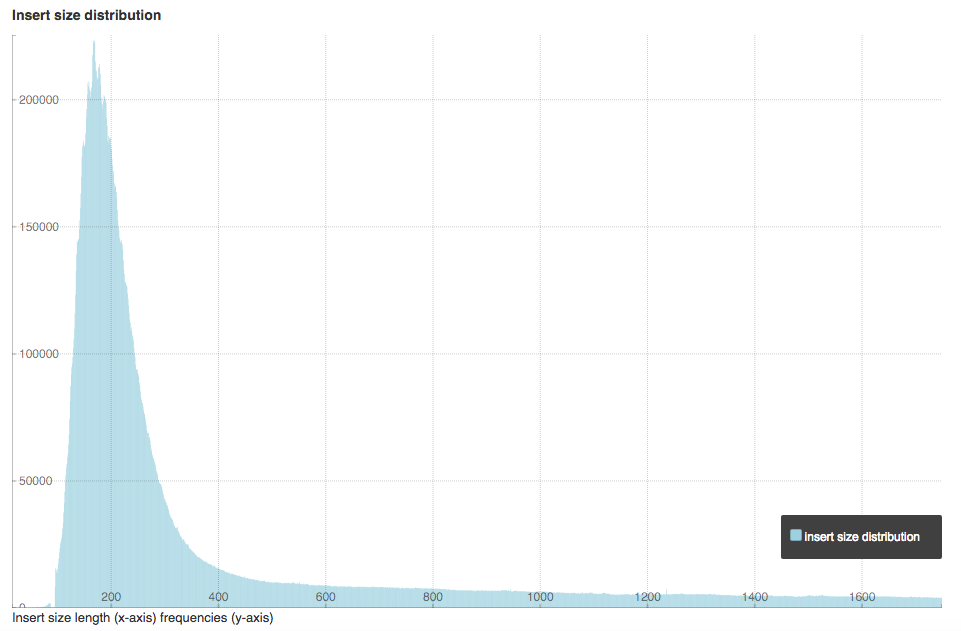 Insert size distribution
200000
150000
100000
50000
0
insert size distribution
200 400 600 800 1000 1200 1400 1600
Insert size length (x-axis) frequencies (y-axis)